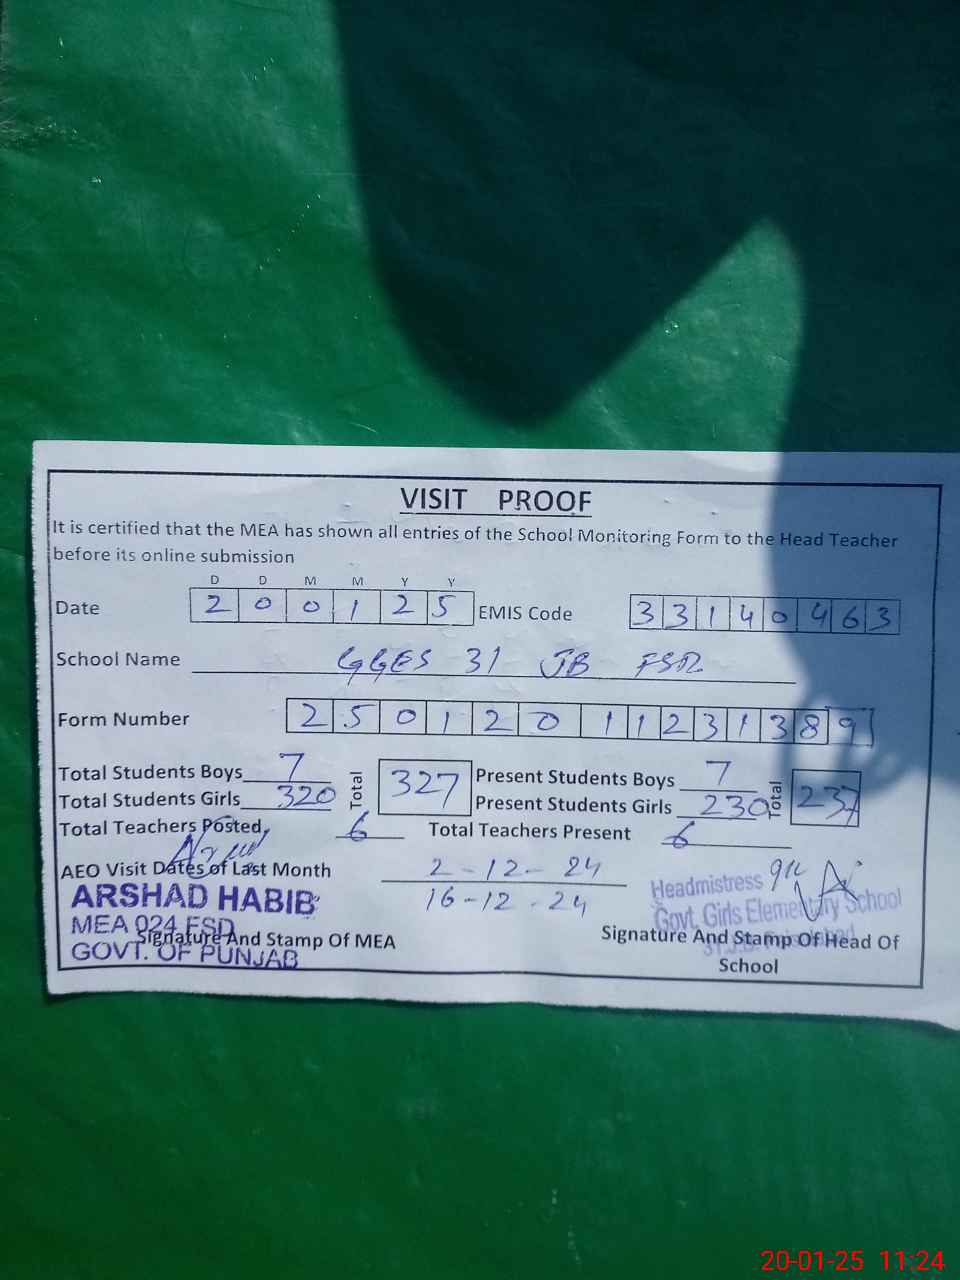 VISIT PROOF
It is certified that the MEA has shown all entries of the School Monitoring Form to the Head Teacher
before its online submission
D D M M Y Y
Date 2 0 0 1 2 5 EMIS Code 3 3 1 4 0 4 6 3
School Name GGES 31 JB FSD
Form Number 2 5 0 1 2 0 1 1 2 3 1 3 8 9
Total Students Boys 7 Total 327 Present Students Boys 7 Total 237
Total Students Girls 320 Present Students Girls 230
Total Teachers Posted 6 Total Teachers Present 6
AEO Visit Dates of Last Month 2-12-24
16-12-24
ARSHAD HABIB
MEA 024 FSD
GOVT. OF PUNJAB
Signature And Stamp Of MEA
Headmistress
Govt. Girls Elementary School
31 J.B. Faisalabad
Signature And Stamp Of Head Of
School
20-01-25 11:24